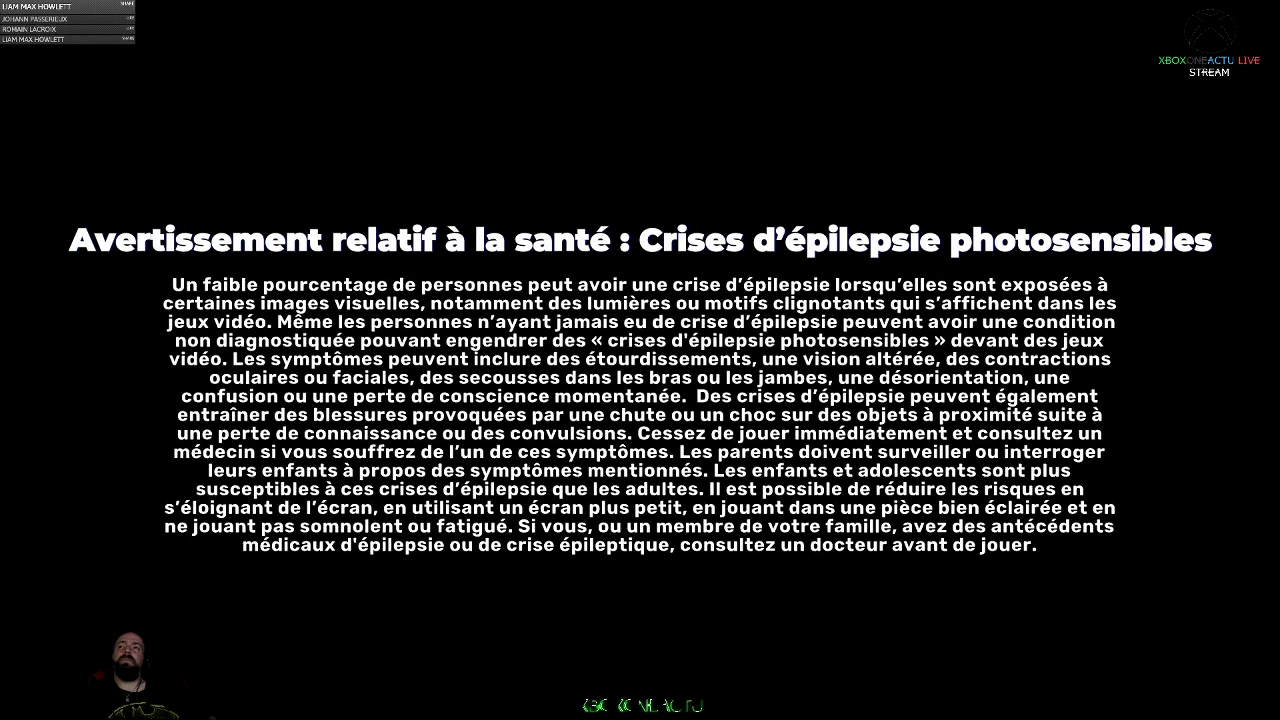 LIAM MAX HOWLETT SHARE
JOHANN PASSERIEUX
ROMAIN LACROIX
LIAM MAX HOWLETT SHARE
XBOXONEACTU LIVE
STREAM
Avertissement relatif à la santé : Crises d’épilepsie photosensibles
Un faible pourcentage de personnes peut avoir une crise d’épilepsie lorsqu’elles sont exposées à
certaines images visuelles, notamment des lumières ou motifs clignotants qui s’affichent dans les
jeux vidéo. Même les personnes n’ayant jamais eu de crise d’épilepsie peuvent avoir une condition
non diagnostiquée pouvant engendrer des « crises d'épilepsie photosensibles » devant des jeux
vidéo. Les symptômes peuvent inclure des étourdissements, une vision altérée, des contractions
oculaires ou faciales, des secousses dans les bras ou les jambes, une désorientation, une
confusion ou une perte de conscience momentanée.  Des crises d’épilepsie peuvent également
entraîner des blessures provoquées par une chute ou un choc sur des objets à proximité suite à
une perte de connaissance ou des convulsions. Cessez de jouer immédiatement et consultez un
médecin si vous souffrez de l’un de ces symptômes. Les parents doivent surveiller ou interroger
leurs enfants à propos des symptômes mentionnés. Les enfants et adolescents sont plus
susceptibles à ces crises d’épilepsie que les adultes. Il est possible de réduire les risques en
s’éloignant de l’écran, en utilisant un écran plus petit, en jouant dans une pièce bien éclairée et en
ne jouant pas somnolent ou fatigué. Si vous, ou un membre de votre famille, avez des antécédents
médicaux d'épilepsie ou de crise épileptique, consultez un docteur avant de jouer.